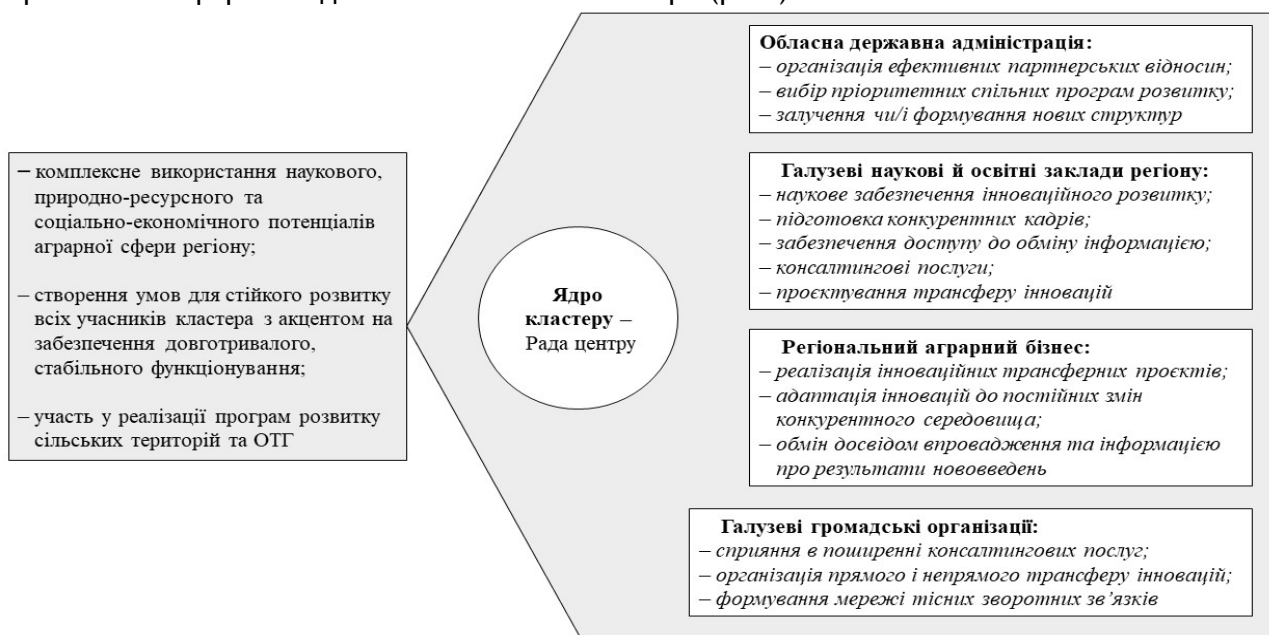 – комплексне використання наукового,
природно-ресурсного та
соціально-економічного потенціалів
аграрної сфери регіону;
– створення умов для стійкого розвитку
всіх учасників кластера з акцентом на
забезпечення довготривалого,
стабільного функціонування;
– участь у реалізації програм розвитку
сільських територій та ОТГ
Ядро
кластеру –
Рада центру
Обласна державна адміністрація:
– організація ефективних партнерських відносин;
– вибір пріоритетних спільних програм розвитку;
– залучення чи/і формування нових структур
Галузеві наукові й освітні заклади регіону:
– наукове забезпечення інноваційного розвитку;
– підготовка конкурентних кадрів;
– забезпечення доступу до обміну інформацією;
– консалтингові послуги;
– проєктування трансферу інновацій
Регіональний аграрний бізнес:
– реалізація інноваційних трансферних проєктів;
– адаптація інновацій до постійних змін
конкурентного середовища;
– обмін досвідом впровадження та інформацією
про результати нововведень
Галузеві громадські організації:
– сприяння в поширенні консалтингових послуг;
– організація прямого і непрямого трансферу інновацій;
– формування мережі тісних зворотних зв’язків